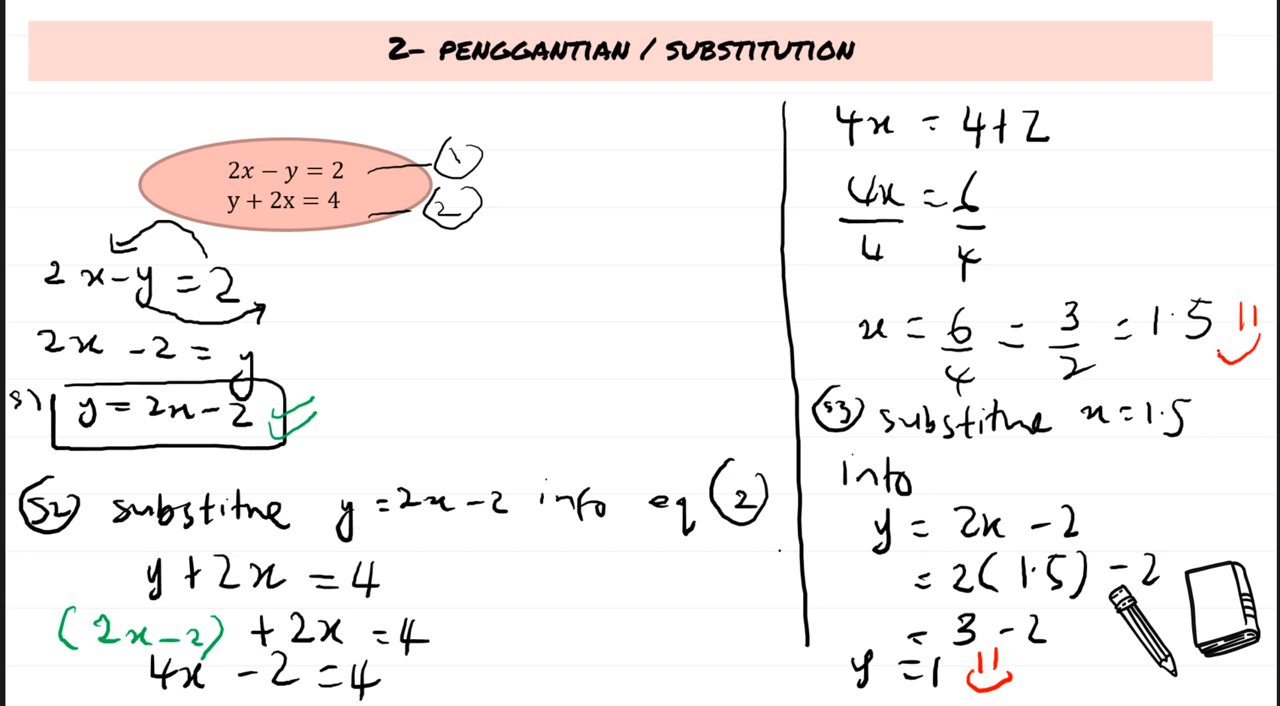 2- PENGGANTIAN / SUBSTITUTION
2x − y = 2 1
y + 2x = 4 2
2x-y=2
2x -2= y
S1 y = 2x-2
S2 substitute y=2x-2 into eq 2
y+2x=4
(2x-2) +2x =4
4x -2=4
4x = 4+2
4x/4 = 6/4
x = 6/4 = 3/2 = 1.5
S3 substitute x=1.5
into
y = 2x -2
= 2(1.5) -2
= 3 -2
y =1